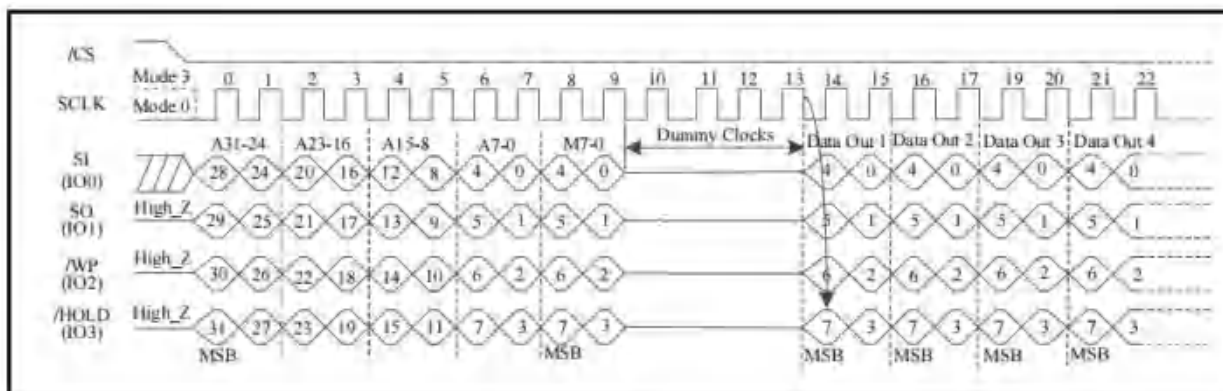 /CS
Mode 3 0 1 2 3 4 5 6 7 8 9 10 11 12 13 14 15 16 17 19 20 21 22
SCLK Mode 0
A31-24 A23-16 A15-8 A7-0 M7-0 Dummy Clocks Data Out 1 Data Out 2 Data Out 3 Data Out 4
SI
(IO0) 28 24 20 16 12 8 4 0 4 0 4 0 4 0 4 0 4 0
SO High_Z
(IO1) 29 25 21 17 13 9 5 1 5 1 5 1 5 1 5 1 5 1
/WP High_Z
(IO2) 30 26 22 18 14 10 6 2 6 2 6 2 6 2 6 2 6 2
/HOLD High_Z
(IO3) 31 27 23 19 15 11 7 3 7 3 7 3 7 3 7 3 7 3
MSB MSB MSB MSB MSB MSB